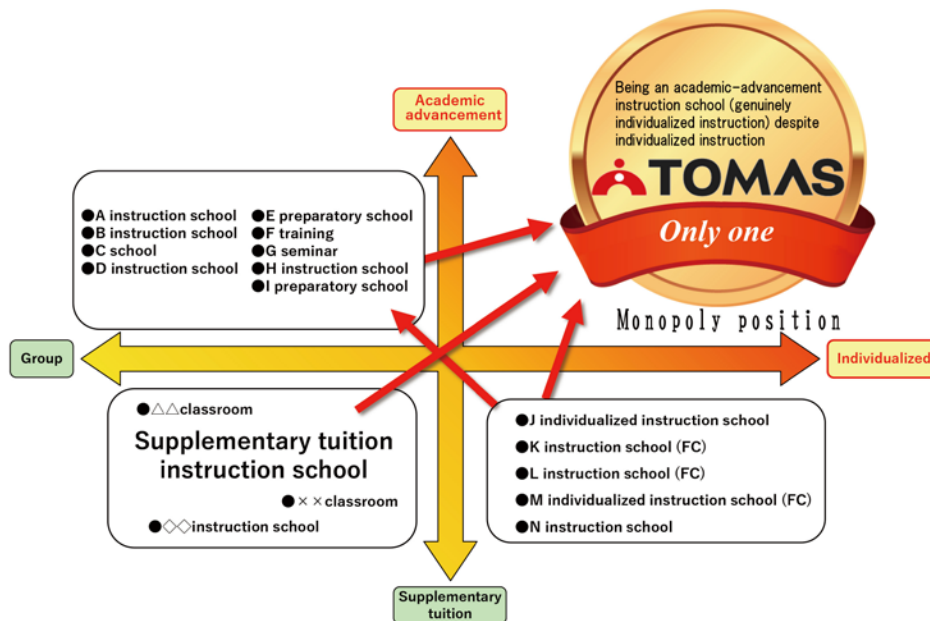 Academic
advancement
Being an academic-advancement
instruction school (genuinely
individualized instruction) despite
individualized instruction
TOMAS
Only one
Monopoly position
●A instruction school
●B instruction school
●C school
●D instruction school
●E preparatory school
●F training
●G seminar
●H instruction school
●I preparatory school
Group
Individualized
●△△classroom
Supplementary tuition
instruction school
●××classroom
●◇◇instruction school
●J individualized instruction school
●K instruction school (FC)
●L instruction school (FC)
●M individualized instruction school (FC)
●N instruction school
Supplementary
tuition